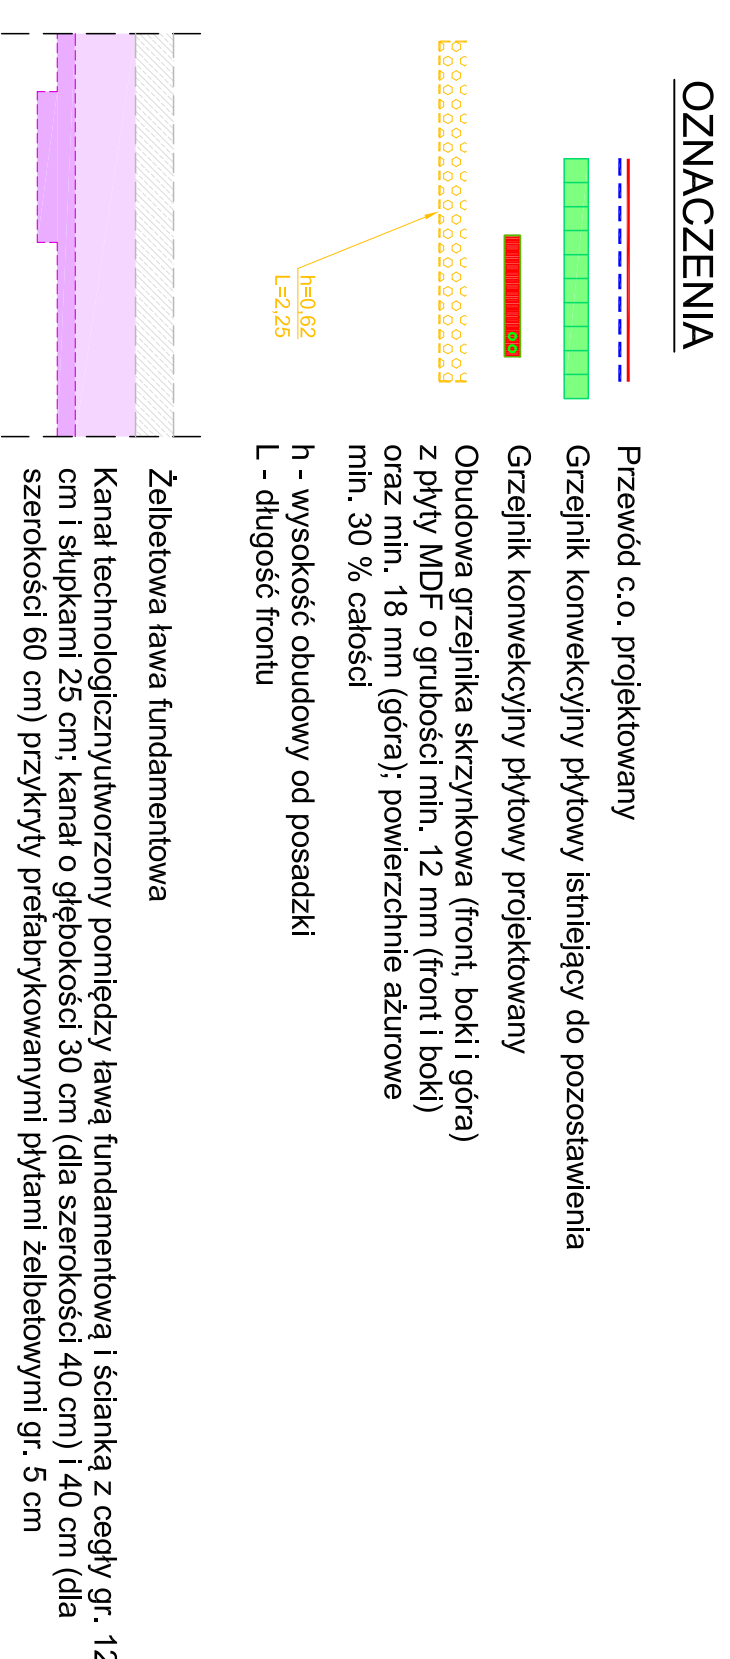 OZNACZENIA
Przewód c.o. projektowany
Grzejnik konwekcyjny płytowy istniejący do pozostawienia
Grzejnik konwekcyjny płytowy projektowany
Obudowa grzejnika skrzynkowa (front, boki i góra)
z płyty MDF o grubości min. 12 mm (front i boki)
oraz min. 18 mm (góra); powierzchnie ażurowe
min. 30 % całości
h=0,62
L=2,25
h - wysokość obudowy od posadzki
L - długość frontu
Żelbetowa ława fundamentowa
Kanał technologicznyutworzony pomiędzy ławą fundamentową i ścianką z cegły gr. 12
cm i słupkami 25 cm; kanał o głębokości 30 cm (dla szerokości 40 cm) i 40 cm (dla
szerokości 60 cm) przykryty prefabrykowanymi płytami żelbetowymi gr. 5 cm